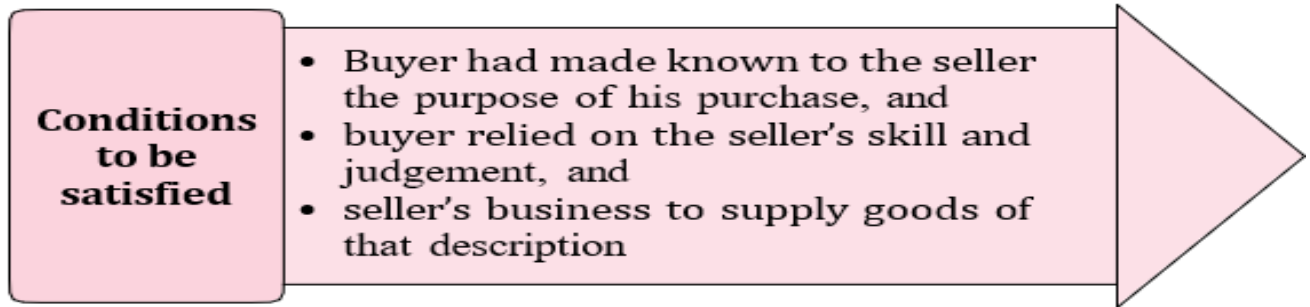 Conditions
to be
satisfied
• Buyer had made known to the seller
the purpose of his purchase, and
• buyer relied on the seller's skill and
judgement, and
• seller's business to supply goods of
that description